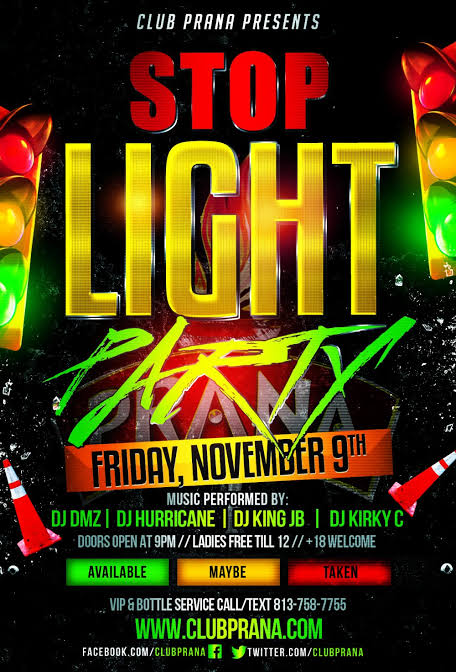 CLUB PRANA PRESENTS
STOP
LIGHT
PARTY
PRANA
FRIDAY, NOVEMBER 9TH
MUSIC PERFORMED BY:
DJ DMZ | DJ HURRICANE | DJ KING JB | DJ KIRKY C
DOORS OPEN AT 9PM // LADIES FREE TILL 12 // +18 WELCOME
AVAILABLE MAYBE TAKEN
VIP & BOTTLE SERVICE CALL/TEXT 813-758-7755
WWW.CLUBPRANA.COM
FACEBOOK.COM/CLUBPRANA f TWITTER.COM/CLUBPRANA